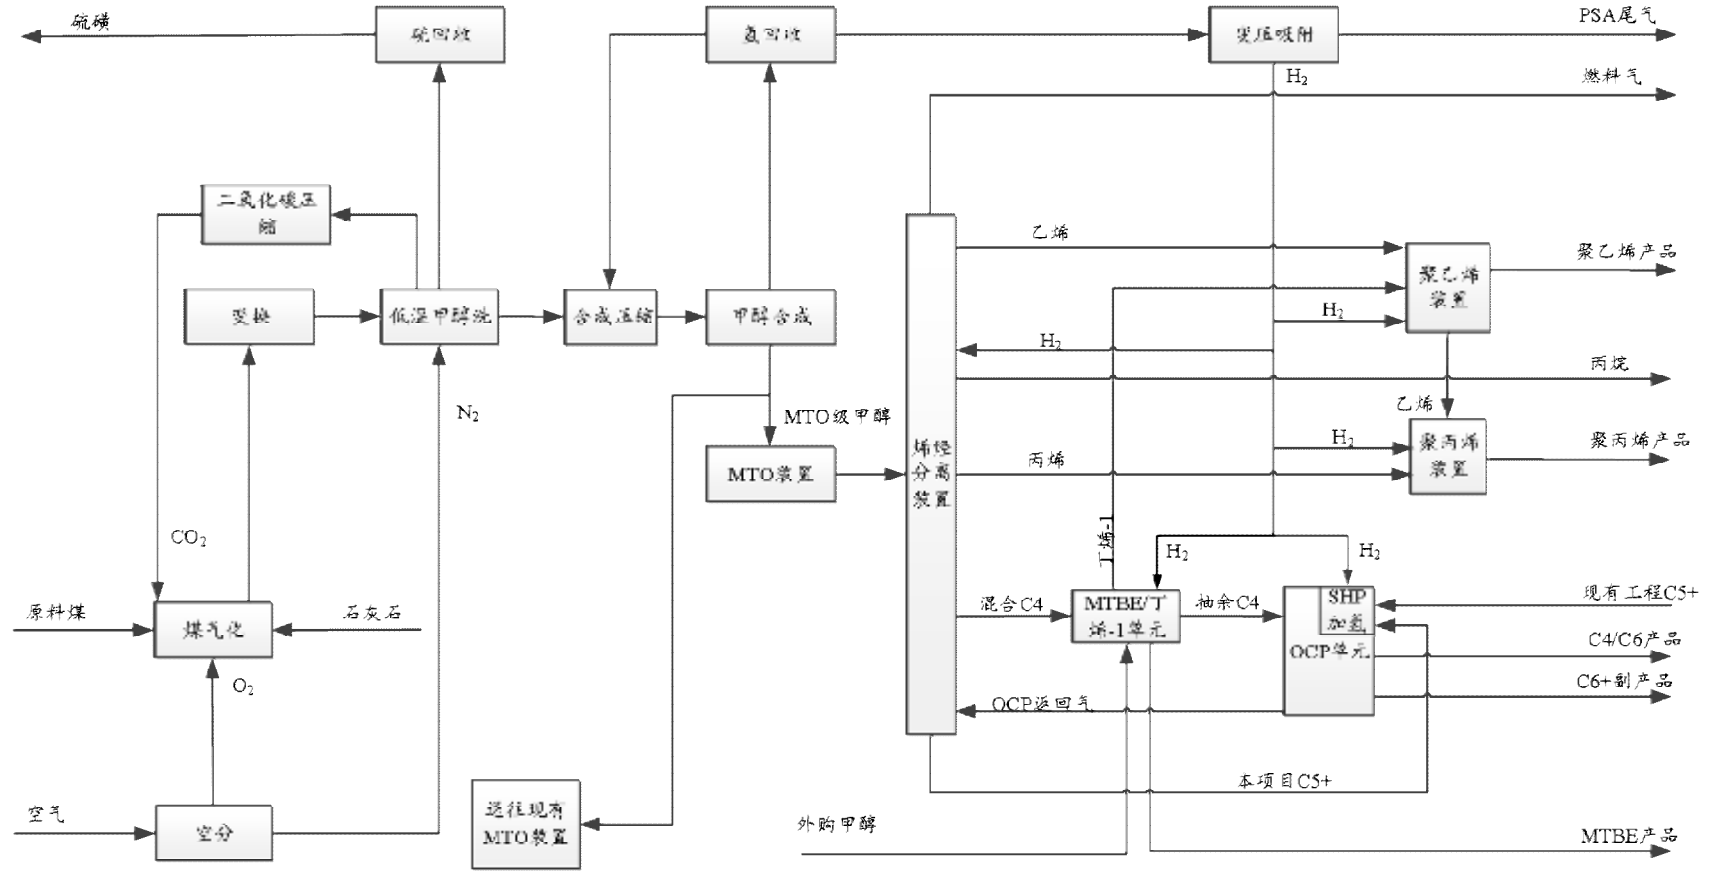 硫磺
硫回收
氢回收
变压吸附
PSA尾气
H₂
燃料气
二氧化碳压
缩
乙烯
聚乙烯
装置
聚乙烯产品
变换
低温甲醇洗
合成压缩
甲醇合成
H₂
H₂
丙烷
N₂
MTO级甲醇
乙烯
H₂
聚丙烯
装置
聚丙烯产品
MTO装置
烯烃
分离
装置
丙烯
丁烯-1
CO₂
H₂
H₂
原料煤
煤气化
石灰石
混合C4
MTBE/丁
烯-1单元
抽余C4
SHP
加氢
OCP单元
现有工程C5+
C4/C6产品
C6+副产品
O₂
OCP返回气
本项目C5+
空气
空分
送往现有
MTO装置
外购甲醇
MTBE产品